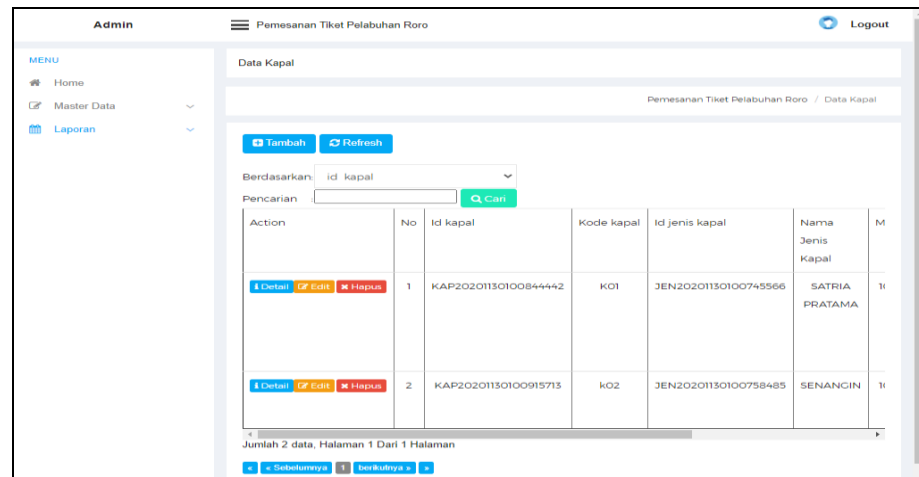 Admin
Pemesanan Tiket Pelabuhan Roro
Logout
MENU
Home
Master Data
Laporan
Data Kapal
Pemesanan Tiket Pelabuhan Roro / Data Kapal
Tambah Refresh
Berdasarkan: id kapal
Pencarian :
Cari
Action No Id kapal Kode kapal Id jenis kapal Nama Jenis Kapal M
Detail Edit Hapus 1 KAP20201130100844442 K01 JEN20201130100745566 SATRIA PRATAMA 1
Detail Edit Hapus 2 KAP20201130100915713 k02 JEN20201130100758485 SENANGIN 1
Jumlah 2 data, Halaman 1 Dari 1 Halaman
« « Sebelumnya 1 berikutnya » »